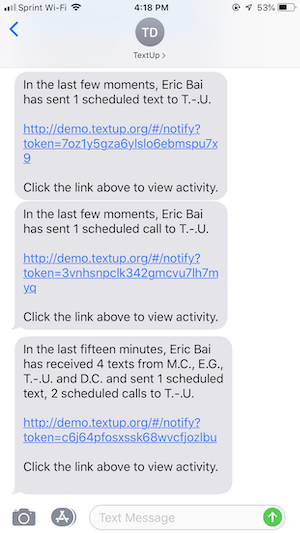 Sprint Wi-Fi 4:18 PM 53%
TD
TextUp >
In the last few moments, Eric Bai
has sent 1 scheduled text to T.-.U.
http://demo.textup.org/#/notify?
token=7oz1y5gza6ylslo6ebmspu7x
9
Click the link above to view activity.
In the last few moments, Eric Bai
has sent 1 scheduled call to T.-.U.
http://demo.textup.org/#/notify?
token=3vnhsnpclk342gmcvu7lh7m
yq
Click the link above to view activity.
In the last fifteen minutes, Eric Bai
has received 4 texts from M.C., E.G.,
T.-.U. and D.C. and sent 1 scheduled
text, 2 scheduled calls to T.-.U.
http://demo.textup.org/#/notify?
token=c6j64pfosxssk68wvcfjozlbu
Click the link above to view activity.
Text Message